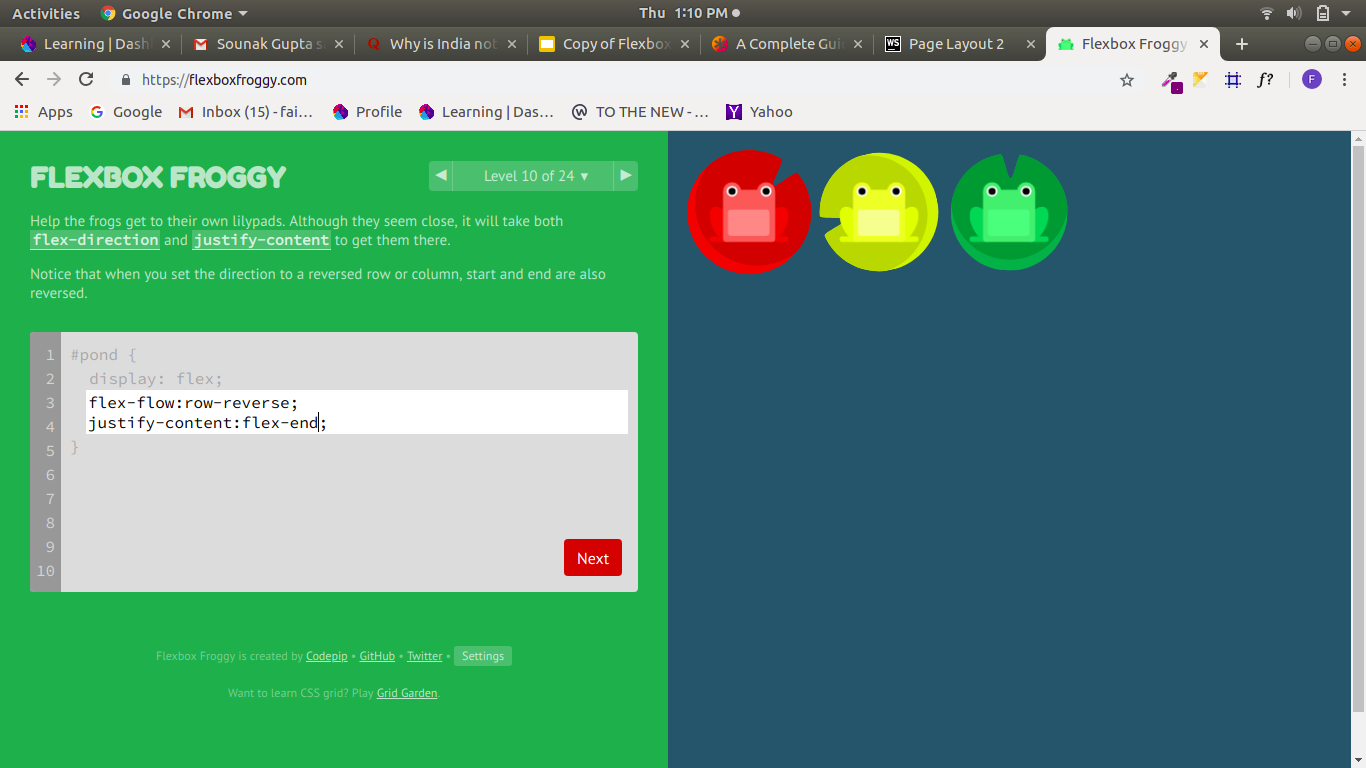 Activities Google Chrome Thu 1:10 PM
Learning | Dash Sounak Gupta s Why is India not Copy of Flexbox A Complete Gui WS Page Layout 2 Flexbox Froggy
https://flexboxfroggy.com f? F
Apps Google Inbox (15) - fai… Profile Learning | Das… TO THE NEW - … Yahoo
FLEXBOX FROGGY
◀ Level 10 of 24 ▾ ▶
Help the frogs get to their own lilypads. Although they seem close, it will take both
flex-direction and justify-content to get them there.
Notice that when you set the direction to a reversed row or column, start and end are also
reversed.
1 #pond {
2 display: flex;
3 flex-flow:row-reverse;
4 justify-content:flex-end;
5 }
6
7
8
9
10
Next
Flexbox Froggy is created by Codepip • GitHub • Twitter • Settings
Want to learn CSS grid? Play Grid Garden.